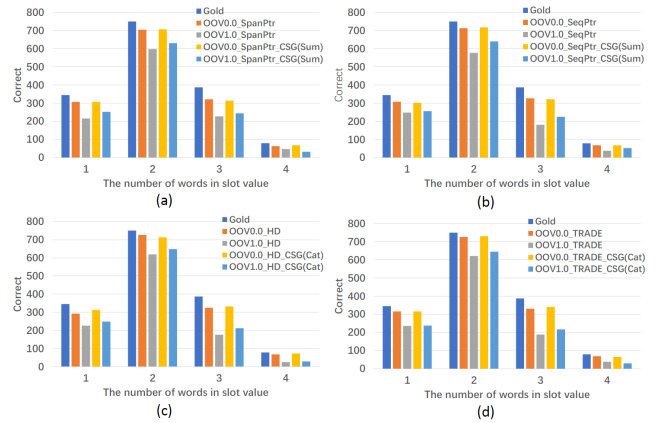 800
700
600
500
400
300
200
100
0
Correct
Gold
OOV0.0_SpanPtr
OOV1.0_SpanPtr
OOV0.0_SpanPtr_CSG(Sum)
OOV1.0_SpanPtr_CSG(Sum)
1 2 3 4
The number of words in slot value
(a)
800
700
600
500
400
300
200
100
0
Correct
Gold
OOV0.0_SeqPtr
OOV1.0_SeqPtr
OOV0.0_SeqPtr_CSG(Sum)
OOV1.0_SeqPtr_CSG(Sum)
1 2 3 4
The number of words in slot value
(b)
800
700
600
500
400
300
200
100
0
Correct
Gold
OOV0.0_HD
OOV1.0_HD
OOV0.0_HD_CSG(Cat)
OOV1.0_HD_CSG(Cat)
1 2 3 4
The number of words in slot value
(c)
800
700
600
500
400
300
200
100
0
Correct
Gold
OOV0.0_TRADE
OOV1.0_TRADE
OOV0.0_TRADE_CSG(Cat)
OOV1.0_TRADE_CSG(Cat)
1 2 3 4
The number of words in slot value
(d)